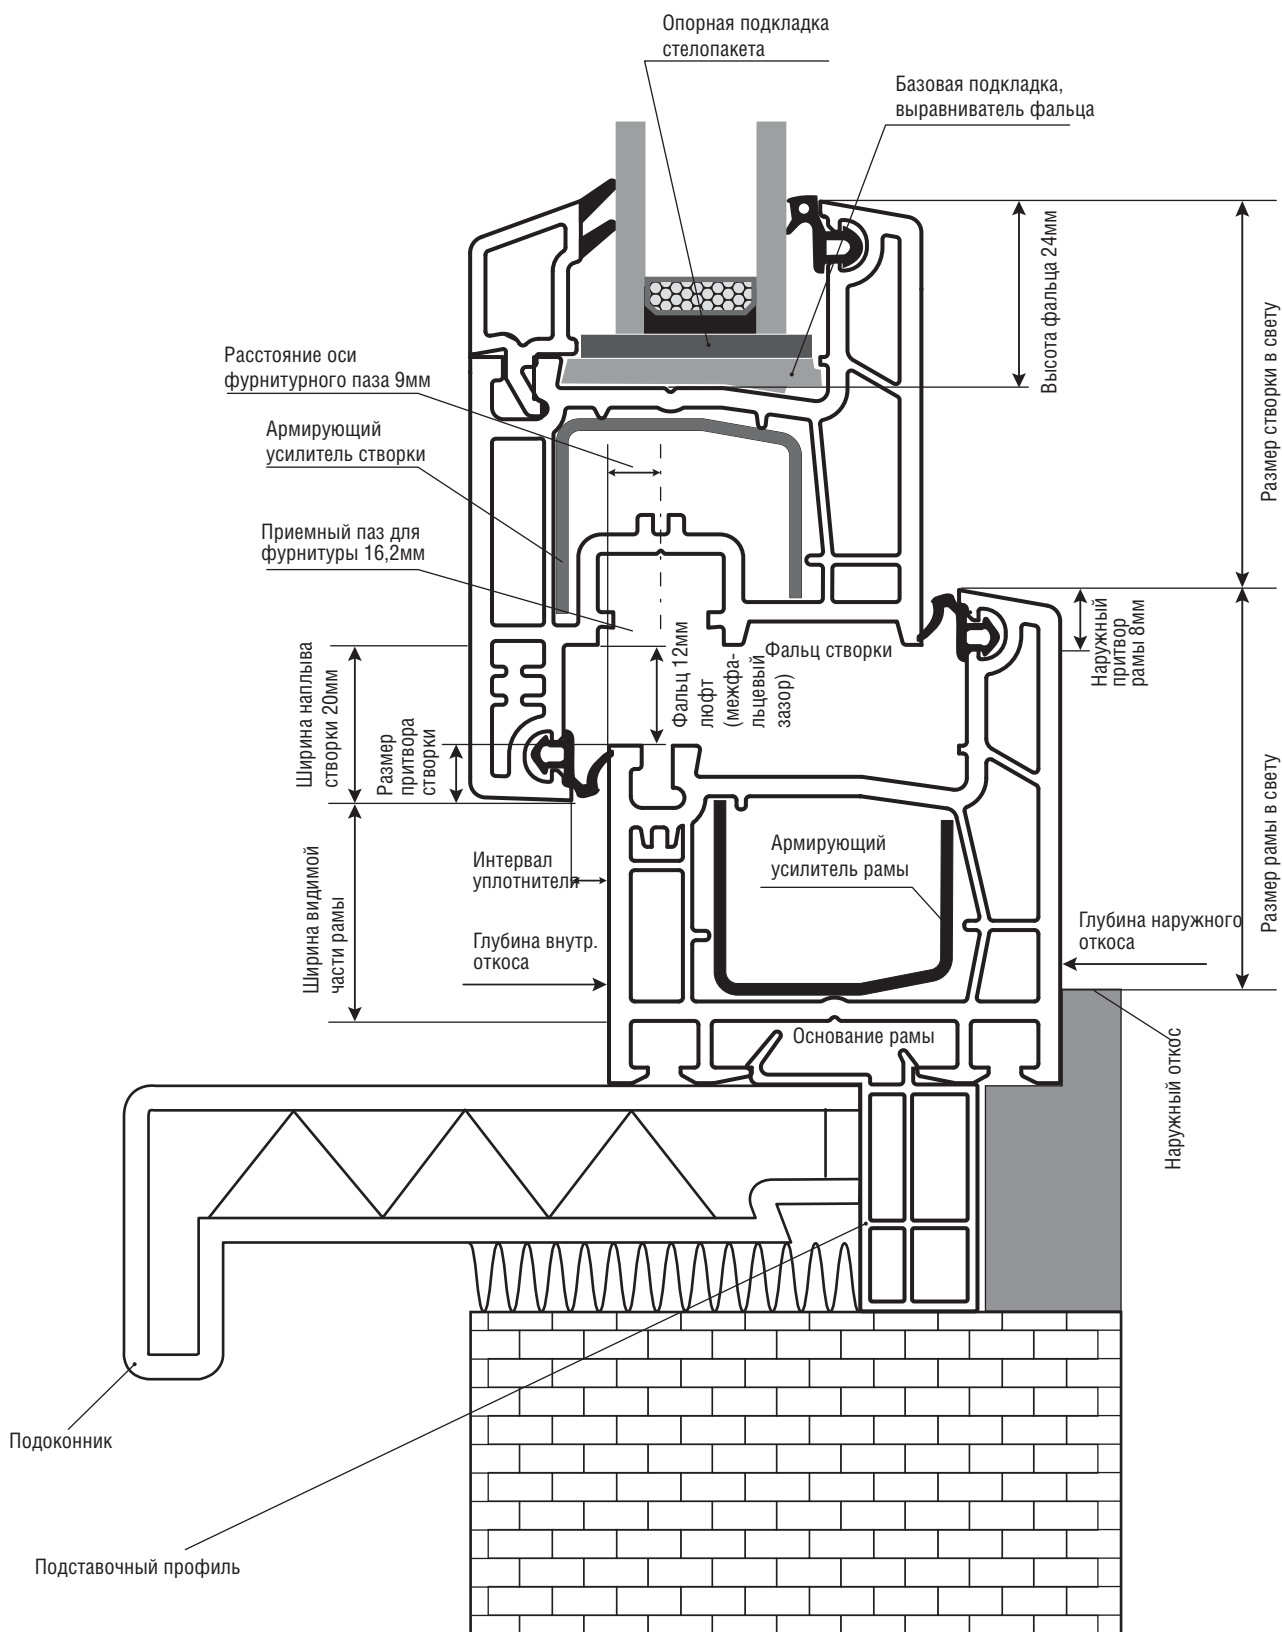 Опорная подкладка
стелопакета
Базовая подкладка,
выравниватель фальца
Высота фальца 24мм
Размер створки в свету
Расстояние оси
фурнитурного паза 9мм
Армирующий
усилитель створки
Приемный паз для
фурнитуры 16,2мм
Фальц створки
Фальц 12мм
люфт
(межфа-
льцевый
зазор)
Наружный
притвор
рамы 8мм
Ширина наплыва
створки 20мм
Размер
притвора
створки
Размер рамы в свету
Интервал
уплотнителя
Армирующий
усилитель рамы
Ширина видимой
части рамы
Глубина внутр.
откоса
Глубина наружного
откоса
Основание рамы
Наружный откос
Подоконник
Подставочный профиль